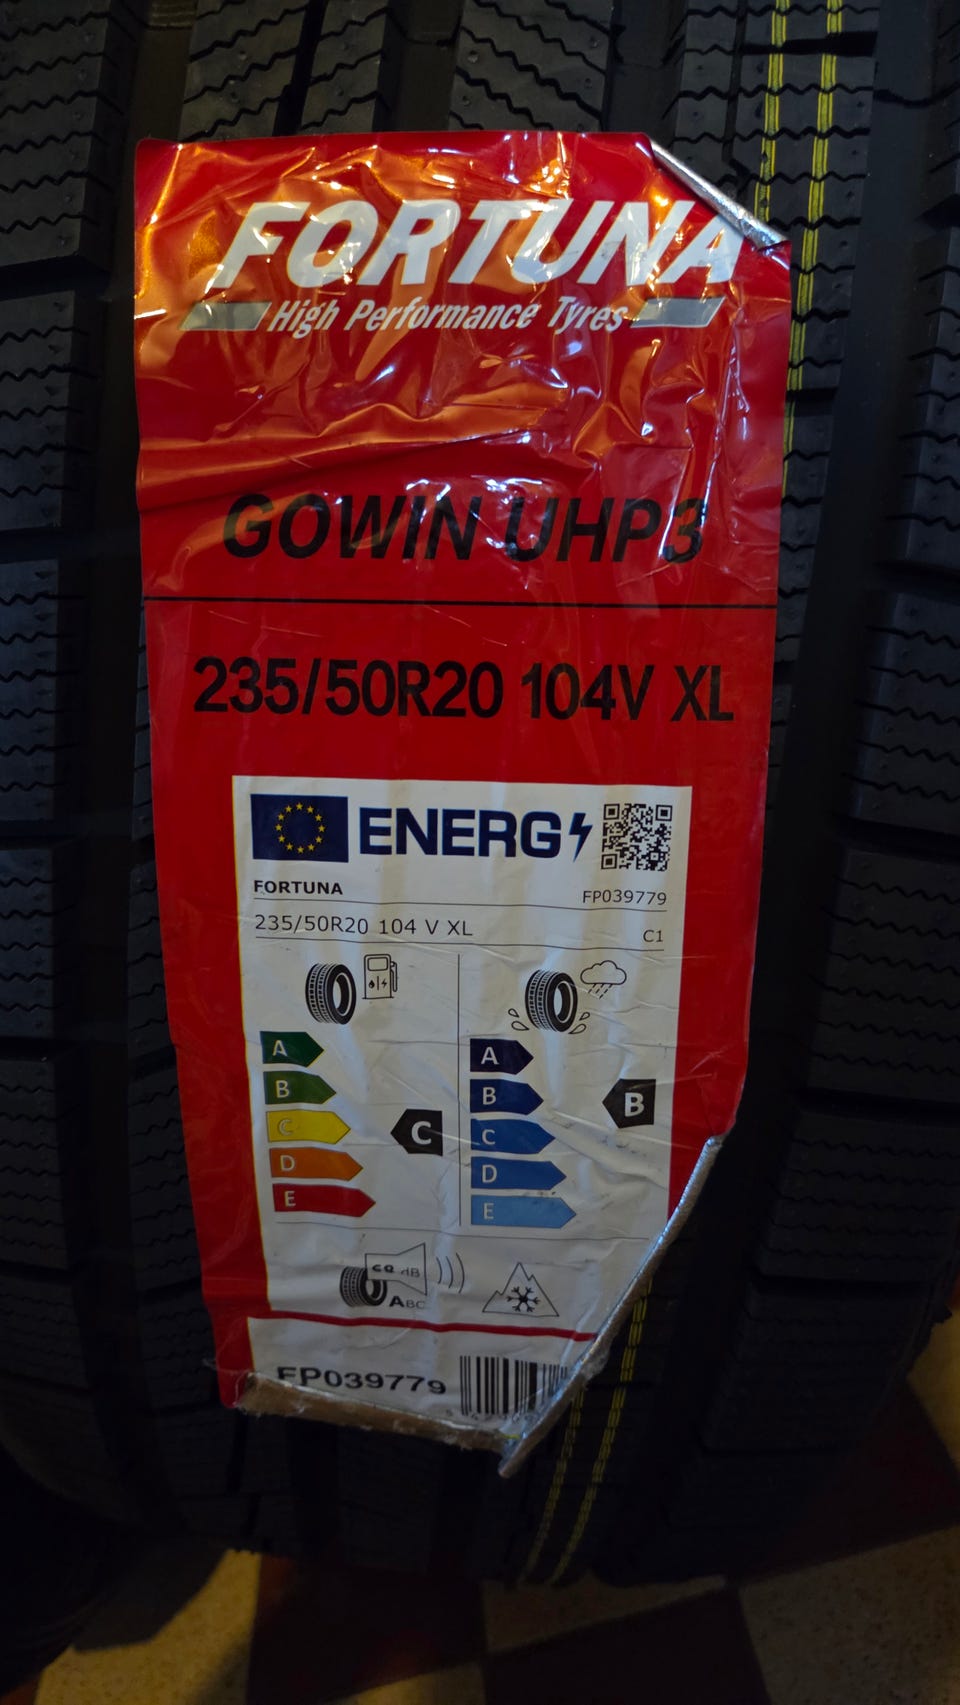 FORTUNA
High Performance Tyres
GOWIN UHP3
235/50R20 104V XL
ENERG
FORTUNA
FP039779
235/50R20 104 V XL
C1
A
B
C
D
E
C
A
B
C
D
E
B
dB
ABC
FP039779